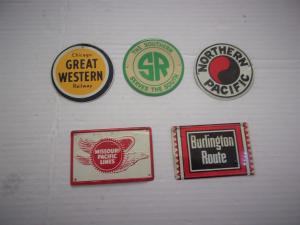 Chicago
GREAT
WESTERN
Railway
THE SOUTHERN
SR
SERVES THE SOUTH
NORTHERN
PACIFIC
MISSOURI
PACIFIC
LINES
Burlington
Route